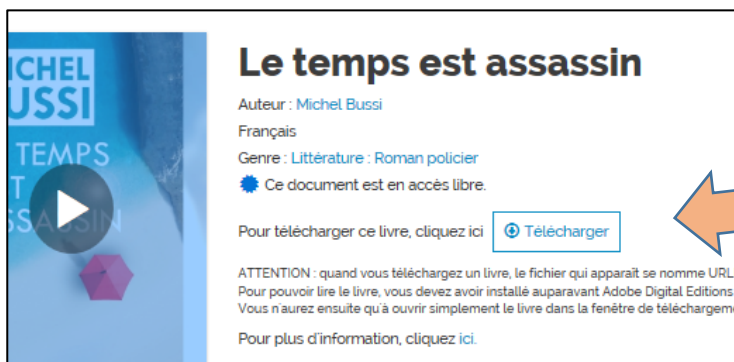 Le temps est assassin
Auteur : Michel Bussi
Français
Genre : Littérature : Roman policier
Ce document est en accès libre.
Pour télécharger ce livre, cliquez ici Télécharger
ATTENTION : quand vous téléchargez un livre, le fichier qui apparaît se nomme URL
Pour pouvoir lire le livre, vous devez avoir installé auparavant Adobe Digital Editions
Vous n'aurez ensuite qu'à ouvrir simplement le livre dans la fenêtre de téléchargem
Pour plus d'information, cliquez ici.
ICHEL
USSI
TEMPS